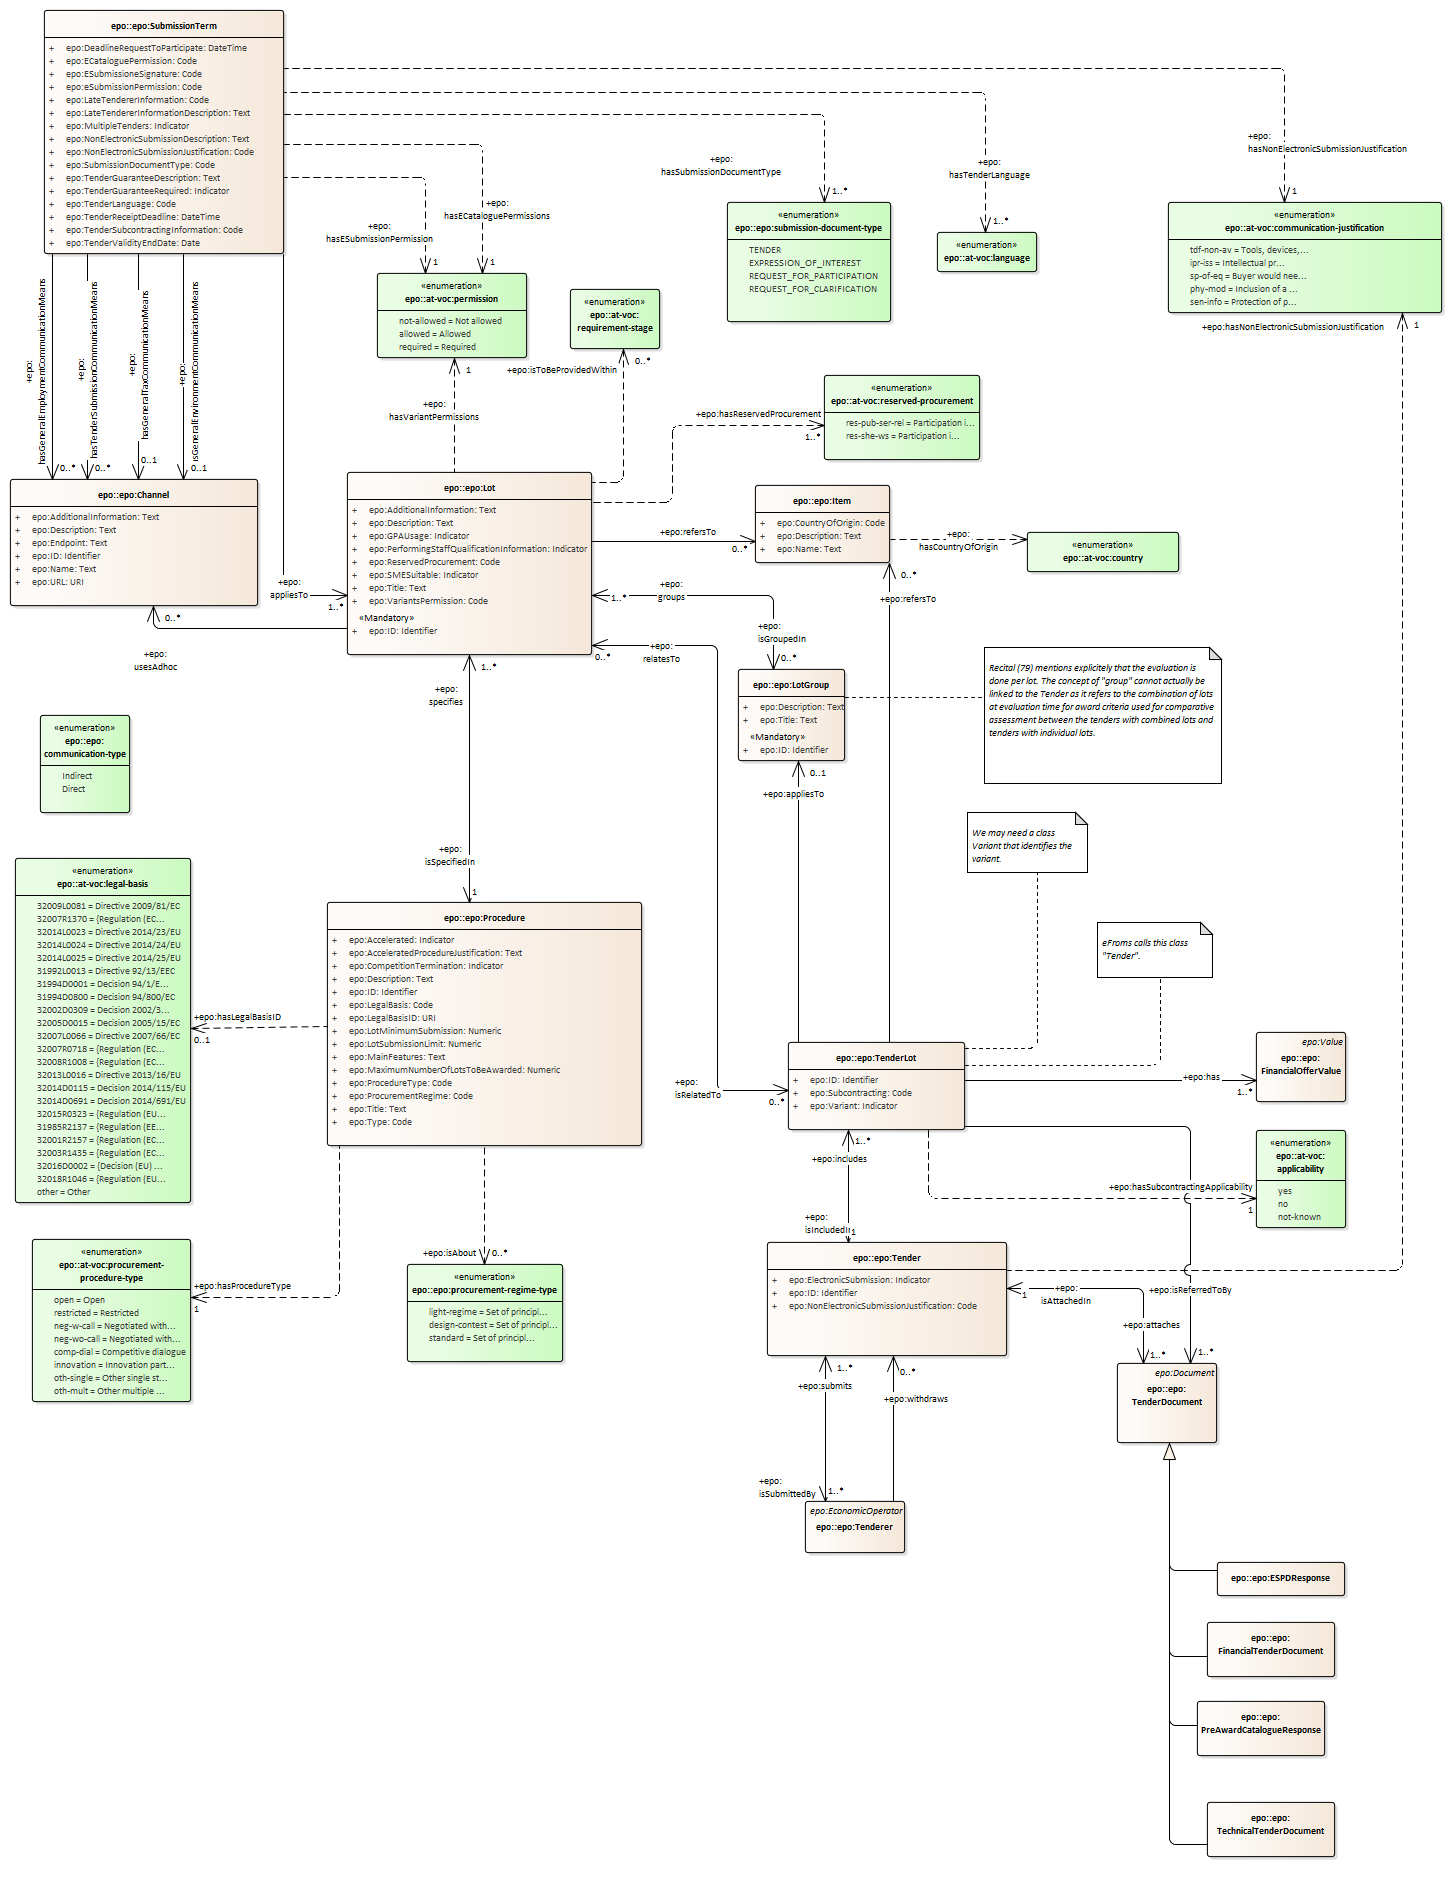 epo::epo:SubmissionTerm
+ epo:DeadlineRequestToParticipate: DateTime
+ epo:ECataloguePermission: Code
+ epo:ESubmissioneSignature: Code
+ epo:eSubmissionPermission: Code
+ epo:LateTendererInformation: Code
+ epo:LateTendererInformationDescription: Text
+ epo:MultipleTenders: Indicator
+ epo:NonElectronicSubmissionDescription: Text
+ epo:NonElectronicSubmissionJustification: Code
+ epo:SubmissionDocumentType: Code
+ epo:TenderGuaranteeDescription: Text
+ epo:TenderGuaranteeRequired: Indicator
+ epo:TenderLanguage: Code
+ epo:TenderReceiptDeadline: DateTime
+ epo:TenderSubcontractingInformation: Code
+ epo:TenderValidityEndDate: Date
+epo:
hasNonElectronicSubmissionJustification
1
+epo:
hasTenderLanguage
1..*
+epo:
hasSubmissionDocumentType
1..*
+epo:
hasECataloguePermissions
1
+epo:
hasESubmissionPermission
1
«enumeration»
epo::epo:submission-document-type
TENDER
EXPRESSION_OF_INTEREST
REQUEST_FOR_PARTICIPATION
REQUEST_FOR_CLARIFICATION
«enumeration»
epo::at-voc:language
«enumeration»
epo::at-voc:communication-justification
tdf-non-av = Tools, devices,...
ipr-iss = Intellectual pr...
sp-of-eq = Buyer would nee...
phy-mod = Inclusion of a ...
sen-info = Protection of p...
+epo:hasNonElectronicSubmissionJustification
1
«enumeration»
epo::at-voc:permission
not-allowed = Not allowed
allowed = Allowed
required = Required
«enumeration»
epo::at-voc:
requirement-stage
+epo:
hasGeneralEmploymentCommunicationMeans
0..*
+epo:
hasTenderSubmissionCommunicationMeans
0..*
+epo:
hasGeneralTaxCommunicationMeans
0..1
+epo:
isGeneralEnvironmentCommunicationMeans
0..1
1
+epo:
hasVariantPermissions
0..*
+epo:isToBeProvidedWithin
«enumeration»
epo::at-voc:reserved-procurement
res-pub-ser-rel = Participation i...
res-she-ws = Participation i...
+epo:hasReservedProcurement
1..*
epo::epo:Channel
+ epo:AdditionalInformation: Text
+ epo:Description: Text
+ epo:Endpoint: Text
+ epo:ID: Identifier
+ epo:Name: Text
+ epo:URL: URI
epo::epo:Lot
+ epo:AdditionalInformation: Text
+ epo:Description: Text
+ epo:GPAUsage: Indicator
+ epo:PerformingStaffQualificationInformation: Indicator
+ epo:ReservedProcurement: Code
+ epo:SMESuitable: Indicator
+ epo:Title: Text
+ epo:VariantsPermission: Code
«Mandatory»
+ epo:ID: Identifier
epo::epo:Item
+ epo:CountryOfOrigin: Code
+ epo:Description: Text
+ epo:Name: Text
+epo:refersTo
0..*
+epo:
hasCountryOfOrigin
«enumeration»
epo::at-voc:country
+epo:
appliesTo
1..*
0..*
+epo:
usesAdhoc
1..*
+epo:
groups
+epo:
isGroupedIn
0..*
0..*
+epo:refersTo
0..*
+epo:
relatesTo
1..*
+epo:
specifies
epo::epo:LotGroup
+ epo:Description: Text
+ epo:Title: Text
«Mandatory»
+ epo:ID: Identifier
Recital (79) mentions explicitely that the evaluation is
done per lot. The concept of "group" cannot actually be
linked to the Tender as it refers to the combination of lots
at evaluation time for award criteria used for comparative
assessment between the tenders with combined lots and
tenders with individual lots.
«enumeration»
epo::epo:
communication-type
Indirect
Direct
0..1
+epo:appliesTo
We may need a class
Variant that identifies the
variant.
+epo:
isSpecifiedIn
1
«enumeration»
epo::at-voc:legal-basis
32009L0081 = Directive 2009/81/EC
32007R1370 = {Regulation (EC...
32014L0023 = Directive 2014/23/EU
32014L0024 = Directive 2014/24/EU
32014L0025 = Directive 2014/25/EU
31992L0013 = Directive 92/13/EEC
31994D0001 = Decision 94/1/E...
31994D0800 = Decision 94/800/EC
32002D0309 = Decision 2002/3...
32005D0015 = Decision 2005/15/EC
32007L0066 = Directive 2007/66/EC
32007R0718 = {Regulation (EC...
32008R1008 = {Regulation (EC...
32013L0016 = Directive 2013/16/EU
32014D0115 = Decision 2014/115/EU
32014D0691 = Decision 2014/691/EU
32015R0323 = {Regulation (EU...
31985R2137 = {Regulation (EE...
32001R2157 = {Regulation (EC...
32003R1435 = {Regulation (EC...
32016D0002 = {Decision (EU) ...
32018R1046 = {Regulation (EU...
other = Other
+epo:hasLegalBasisID
0..1
epo::epo:Procedure
+ epo:Accelerated: Indicator
+ epo:AcceleratedProcedureJustification: Text
+ epo:CompetitionTermination: Indicator
+ epo:Description: Text
+ epo:ID: Identifier
+ epo:LegalBasis: Code
+ epo:LegalBasisID: URI
+ epo:LotMinimumSubmission: Numeric
+ epo:LotSubmissionLimit: Numeric
+ epo:MainFeatures: Text
+ epo:MaximumNumberOfLotsToBeAwarded: Numeric
+ epo:ProcedureType: Code
+ epo:ProcurementRegime: Code
+ epo:Title: Text
+ epo:Type: Code
eFroms calls this class
"Tender".
epo::epo:TenderLot
+ epo:ID: Identifier
+ epo:Subcontracting: Code
+ epo:Variant: Indicator
+epo:
isRelatedTo
0..*
+epo:has
1..*
epo:Value
epo::epo:
FinancialOfferValue
«enumeration»
epo::at-voc:
applicability
yes
no
not-known
+epo:hasSubcontractingApplicability
1
1..*
+epo:includes
+epo:
isIncludedIn
1
«enumeration»
epo::at-voc:procurement-
procedure-type
open = Open
restricted = Restricted
neg-w-call = Negotiated with...
neg-wo-call = Negotiated with...
comp-dial = Competitive dialogue
innovation = Innovation part...
oth-single = Other single st...
oth-mult = Other multiple ...
+epo:hasProcedureType
1
+epo:isAbout
0..*
«enumeration»
epo::epo:procurement-regime-type
light-regime = Set of principl...
design-contest = Set of principl...
standard = Set of principl...
epo::epo:Tender
+ epo:ElectronicSubmission: Indicator
+ epo:ID: Identifier
+ epo:NonElectronicSubmissionJustification: Code
1
+epo:
isAttachedIn
+epo:isReferredToBy
+epo:attaches
1..*
1..*
epo:Document
epo::epo:
TenderDocument
1..*
+epo:submits
0..*
+epo:withdraws
+epo:
isSubmittedBy
1..*
epo:EconomicOperator
epo::epo:Tenderer
epo::epo:ESPDResponse
epo::epo:
FinancialTenderDocument
epo::epo:
PreAwardCatalogueResponse
epo::epo:
TechnicalTenderDocument